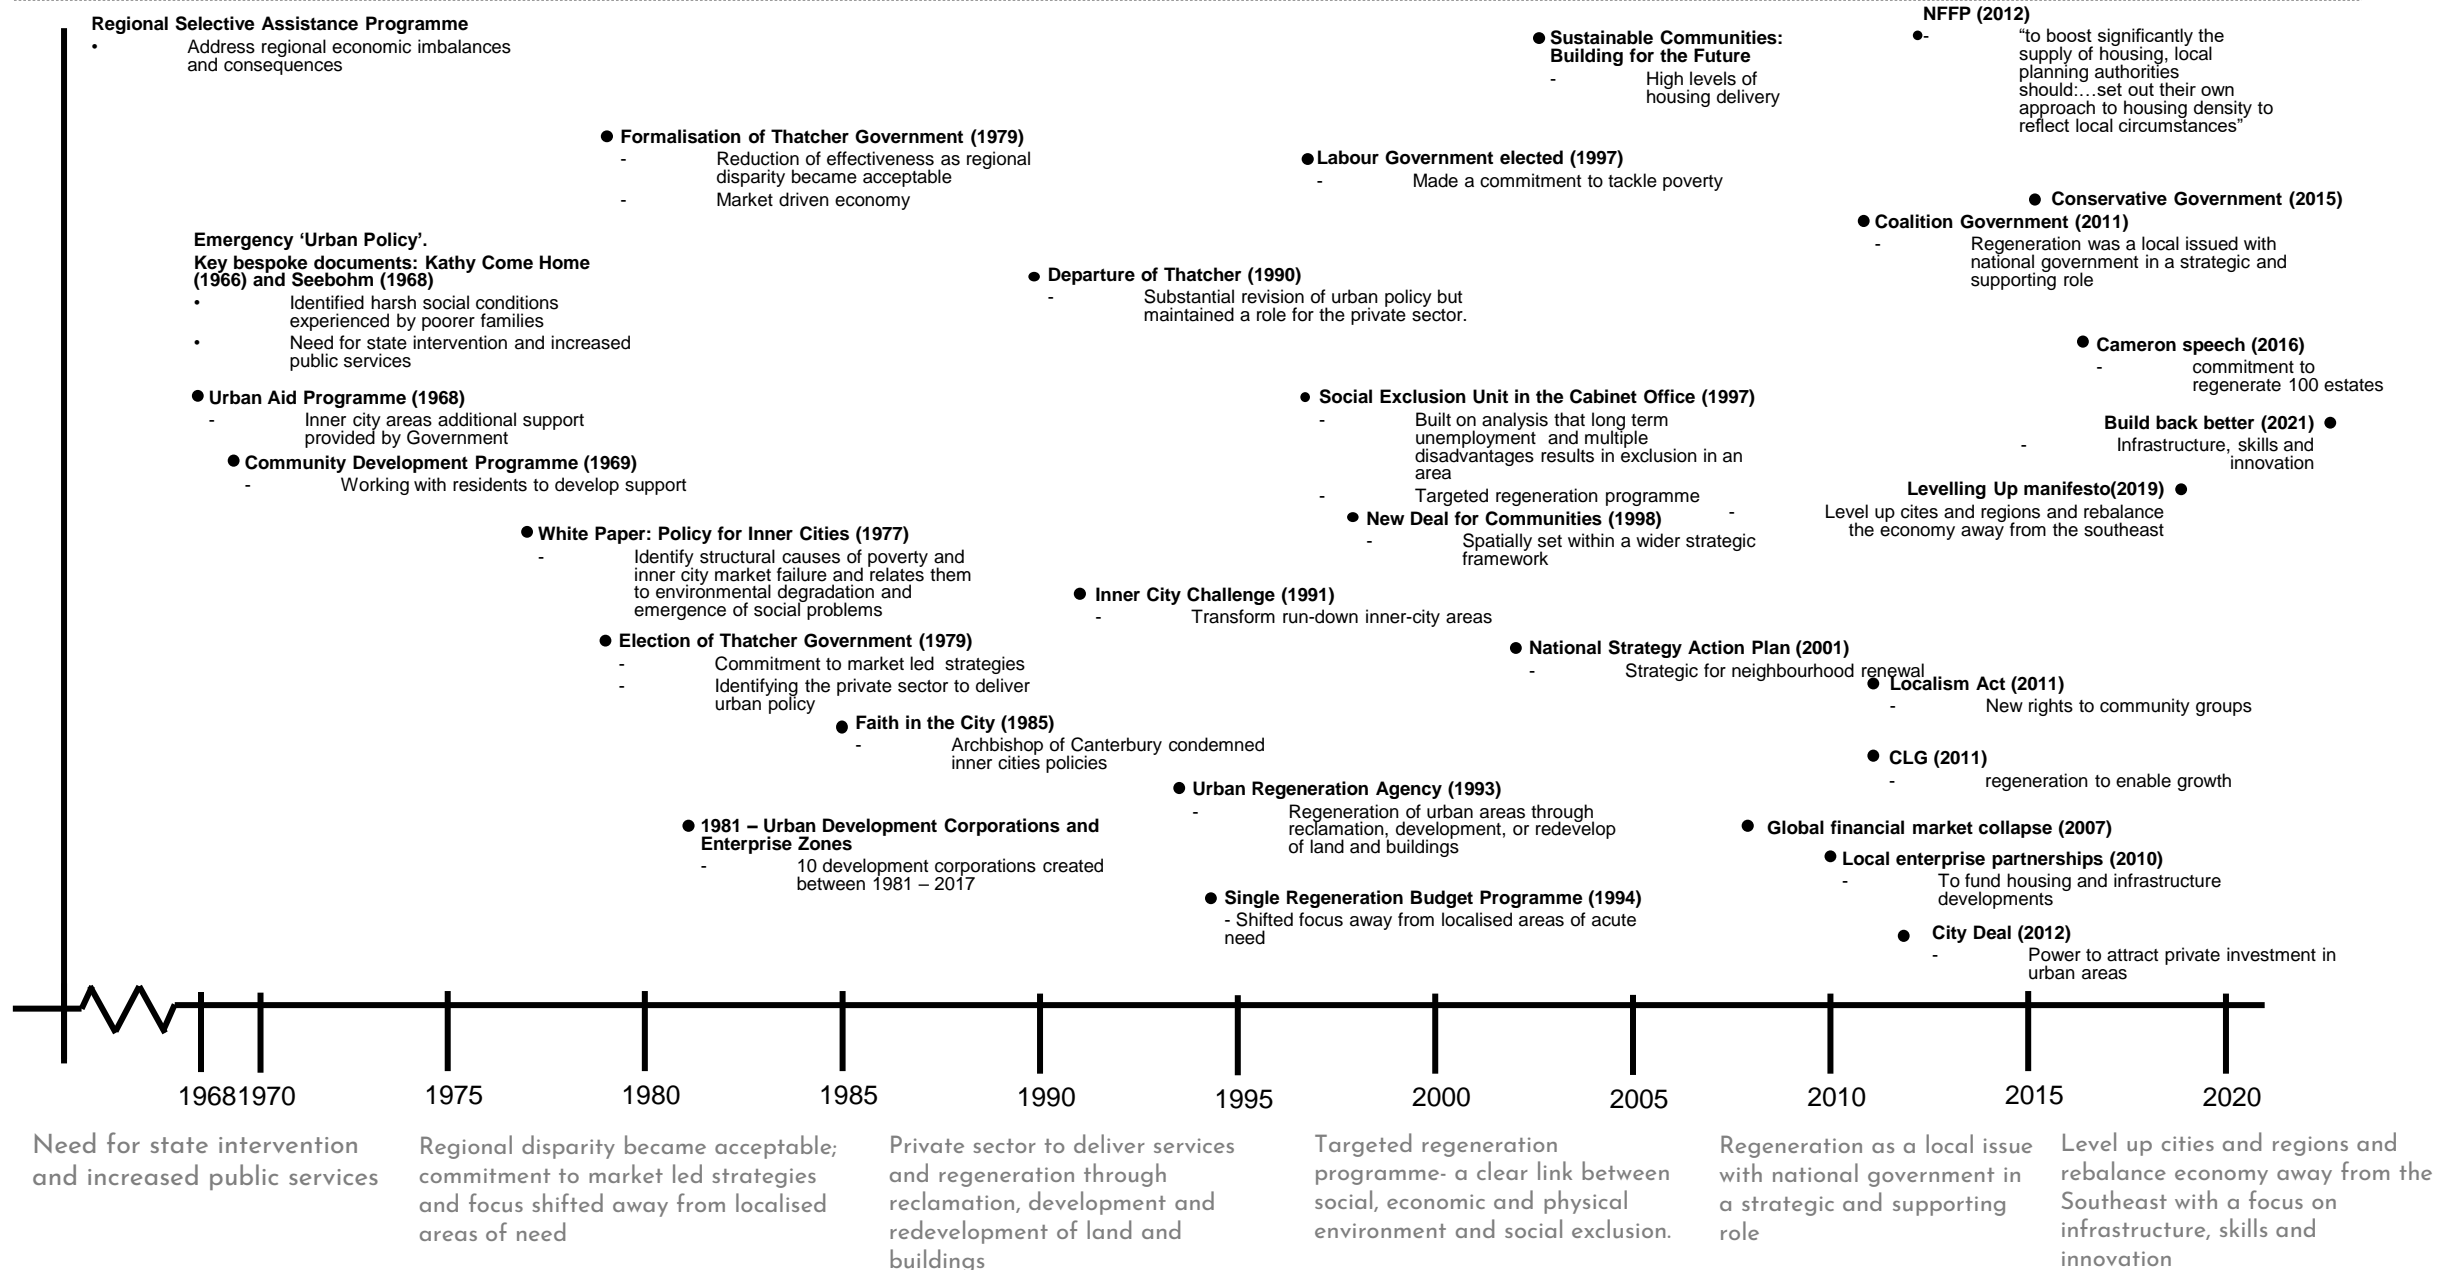 Regional Selective Assistance Programme
• Address regional economic imbalances
and consequences
Emergency ‘Urban Policy’.
Key bespoke documents: Kathy Come Home
(1966) and Seebohm (1968)
• Identified harsh social conditions
experienced by poorer families
• Need for state intervention and increased
public services
Urban Aid Programme (1968)
- Inner city areas additional support
provided by Government
Community Development Programme (1969)
- Working with residents to develop support
White Paper: Policy for Inner Cities (1977)
- Identify structural causes of poverty and
inner city market failure and relates them
to environmental degradation and
emergence of social problems
Formalisation of Thatcher Government (1979)
- Reduction of effectiveness as regional
disparity became acceptable
- Market driven economy
Election of Thatcher Government (1979)
- Commitment to market led strategies
- Identifying the private sector to deliver
urban policy
Faith in the City (1985)
- Archbishop of Canterbury condemned
inner cities policies
1981 – Urban Development Corporations and
Enterprise Zones
- 10 development corporations created
between 1981 – 2017
Departure of Thatcher (1990)
- Substantial revision of urban policy but
maintained a role for the private sector.
Inner City Challenge (1991)
- Transform run-down inner-city areas
Urban Regeneration Agency (1993)
- Regeneration of urban areas through
reclamation, development, or redevelop
of land and buildings
Single Regeneration Budget Programme (1994)
- Shifted focus away from localised areas of acute
need
Sustainable Communities:
Building for the Future
- High levels of
housing delivery
Labour Government elected (1997)
- Made a commitment to tackle poverty
Social Exclusion Unit in the Cabinet Office (1997)
- Built on analysis that long term
unemployment and multiple
disadvantages results in exclusion in an
area
- Targeted regeneration programme
New Deal for Communities (1998)
- Spatially set within a wider strategic
framework
National Strategy Action Plan (2001)
- Strategic for neighbourhood renewal
NFFP (2012)
- “to boost significantly the
supply of housing, local
planning authorities
should:…set out their own
approach to housing density to
reflect local circumstances”
Conservative Government (2015)
Coalition Government (2011)
- Regeneration was a local issued with
national government in a strategic and
supporting role
Cameron speech (2016)
- commitment to
regenerate 100 estates
Build back better (2021)
- Infrastructure, skills and
innovation
Levelling Up manifesto(2019)
- Level up cites and regions and rebalance
the economy away from the southeast
Localism Act (2011)
- New rights to community groups
CLG (2011)
- regeneration to enable growth
Global financial market collapse (2007)
Local enterprise partnerships (2010)
- To fund housing and infrastructure
developments
City Deal (2012)
- Power to attract private investment in
urban areas
1968 1970 1975 1980 1985 1990 1995 2000 2005 2010 2015 2020
Need for state intervention
and increased public services
Regional disparity became acceptable;
commitment to market led strategies
and focus shifted away from localised
areas of need
Private sector to deliver services
and regeneration through
reclamation, development and
redevelopment of land and
buildings
Targeted regeneration
programme- a clear link between
social, economic and physical
environment and social exclusion.
Regeneration as a local issue
with national government in
a strategic and supporting
role
Level up cities and regions and
rebalance economy away from the
Southeast with a focus on
infrastructure, skills and
innovation